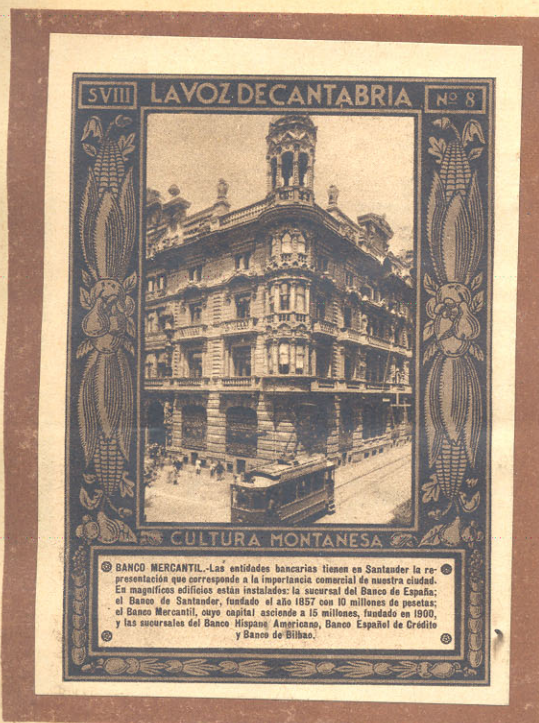 SVIII LA VOZ DE CANTABRIA Nº 8
CULTURA MONTAÑESA
BANCO MERCANTIL.-Las entidades bancarias tienen en Santander la re-
presentación que corresponde a la importancia comercial de nuestra ciudad.
En magníficos edificios están instalados: la sucursal del Banco de España;
el Banco de Santander, fundado el año 1857 con 10 millones de pesetas;
el Banco Mercantil, cuyo capital asciende a 15 millones, fundado en 1900,
y las sucursales del Banco Hispano Americano, Banco Español de Crédito
y Banco de Bilbao.